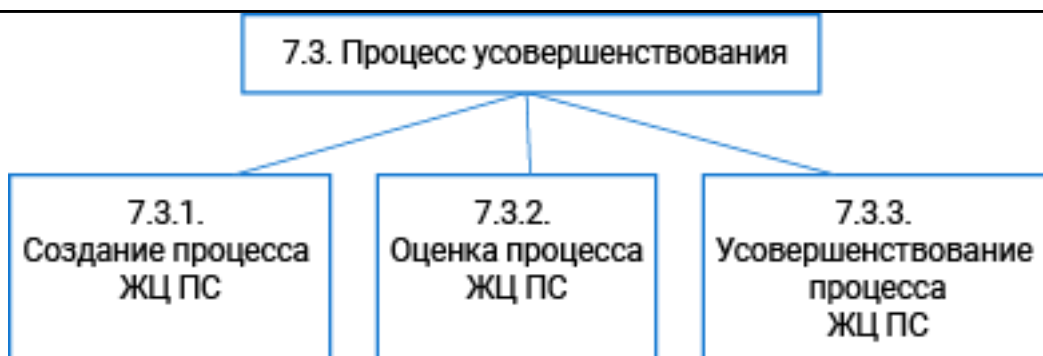 7.3. Процесс усовершенствования
7.3.1.
Создание процесса
ЖЦ ПС
7.3.2.
Оценка процесса
ЖЦ ПС
7.3.3.
Усовершенствование
процесса
ЖЦ ПС